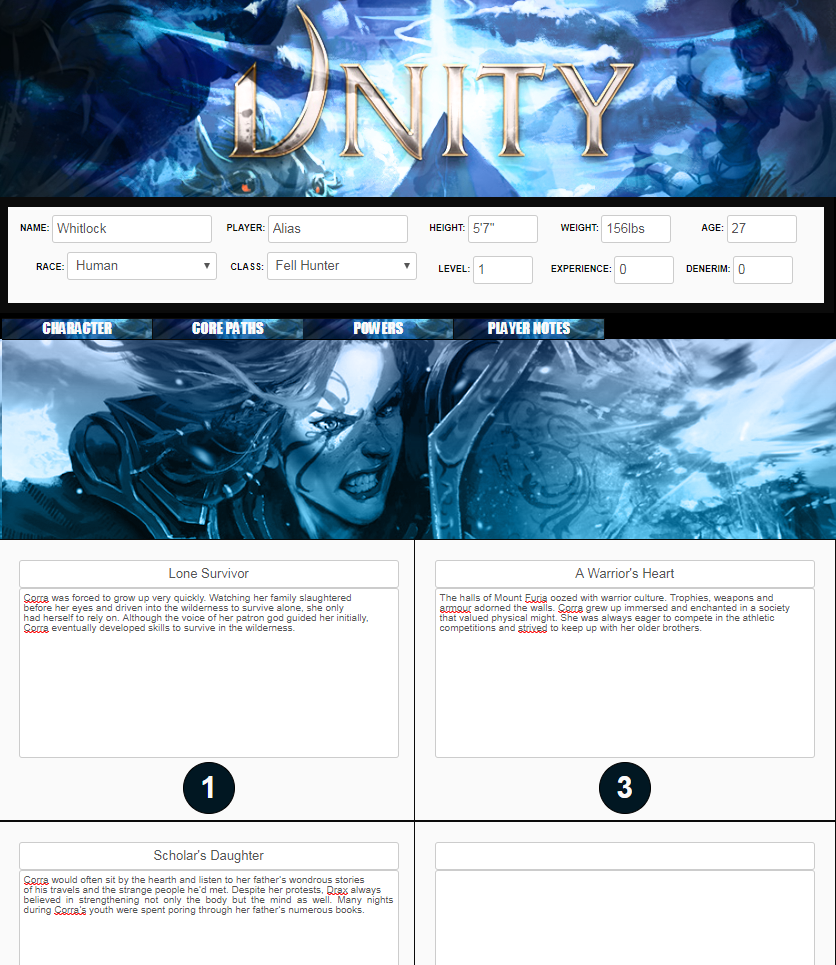 UNITY
NAME: Whitlock PLAYER: Alias HEIGHT: 5'7" WEIGHT: 156lbs AGE: 27
RACE: Human CLASS: Fell Hunter LEVEL: 1 EXPERIENCE: 0 DENERIM: 0
CHARACTER CORE PATHS POWERS PLAYER NOTES
Lone Survivor
Corra was forced to grow up very quickly. Watching her family slaughtered
before her eyes and driven into the wilderness to survive alone, she only
had herself to rely on. Although the voice of her patron god guided her initially,
Corra eventually developed skills to survive in the wilderness.
1
A Warrior's Heart
The halls of Mount Furia oozed with warrior culture. Trophies, weapons and
armour adorned the walls. Corra grew up immersed and enchanted in a society
that valued physical might. She was always eager to compete in the athletic
competitions and strived to keep up with her older brothers.
3
Scholar's Daughter
Corra would often sit by the hearth and listen to her father's wondrous stories
of his travels and the strange people he'd met. Despite her protests, Drax always
believed in strengthening not only the body but the mind as well. Many nights
during Corra's youth were spent poring through her father's numerous books.